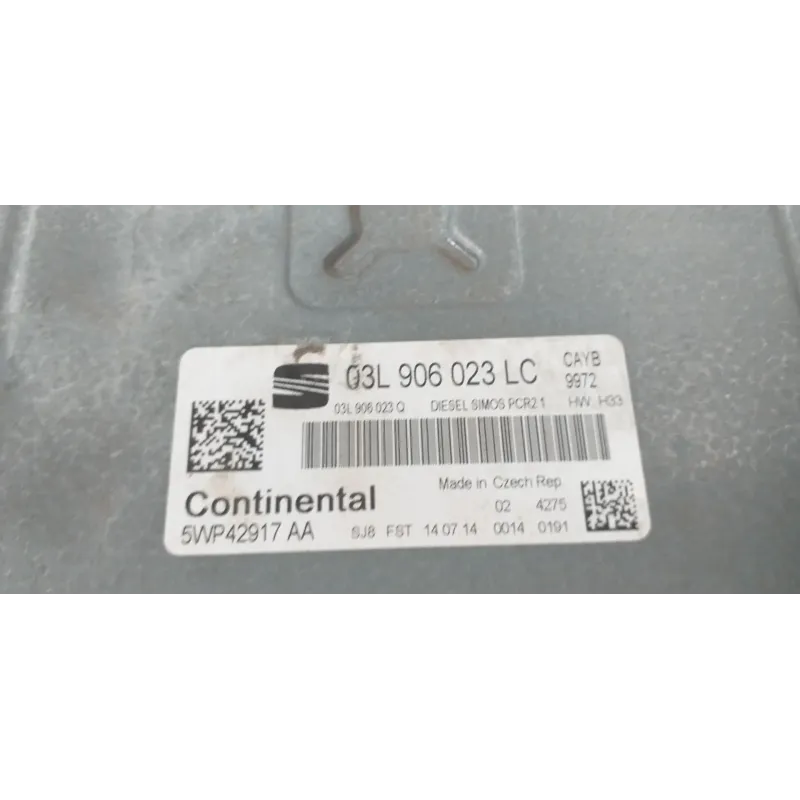 03L 906 023 LC CAYB
9972
03L 906 023 Q DIESEL SIMOS PCR2.1 HW: H33
Made in Czech Rep.
Continental 02 4275
5WP42917 AA SJ8 FST 14 07 14 0014 0191